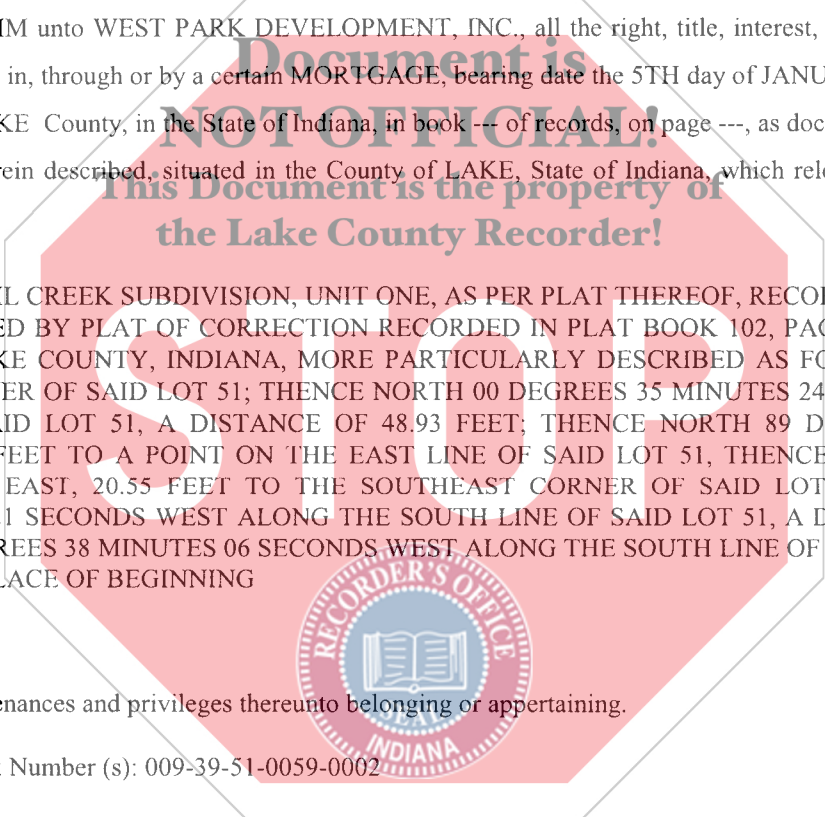 IM unto WEST PARK DEVELOPMENT, INC., all the right, title, interest,
Document is
in, through or by a certain MORTGAGE, bearing date the 5TH day of JANU
NOT OFFICIAL!
KE County, in the State of Indiana, in book --- of records, on page ---, as doc
rein described, situated in the County of LAKE, State of Indiana, which rele
This Document is the property of
the Lake County Recorder!
IL CREEK SUBDIVISION, UNIT ONE, AS PER PLAT THEREOF, RECOR
ED BY PLAT OF CORRECTION RECORDED IN PLAT BOOK 102, PAG
KE COUNTY, INDIANA, MORE PARTICULARLY DESCRIBED AS FO
ER OF SAID LOT 51; THENCE NORTH 00 DEGREES 35 MINUTES 24
AID LOT 51, A DISTANCE OF 48.93 FEET; THENCE NORTH 89 D
FEET TO A POINT ON THE EAST LINE OF SAID LOT 51, THENCE
EAST, 20.55 FEET TO THE SOUTHEAST CORNER OF SAID LOT
1 SECONDS WEST ALONG THE SOUTH LINE OF SAID LOT 51, A D
REES 38 MINUTES 06 SECONDS WEST ALONG THE SOUTH LINE OF
LACE OF BEGINNING
STOP
RECORDER'S OFFICE
SEAL
INDIANA
enances and privileges thereunto belonging or appertaining.
Number (s): 009-39-51-0059-0002